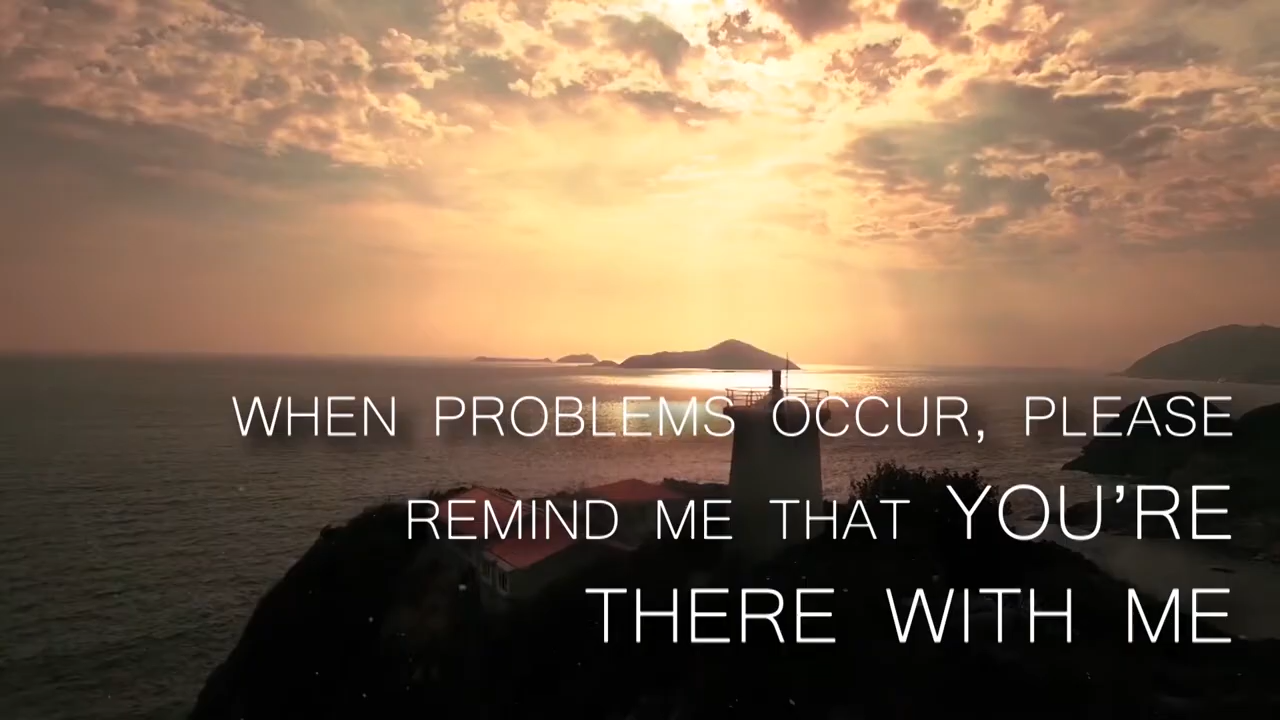 WHEN PROBLEMS OCCUR, PLEASE
REMIND ME THAT YOU’RE
THERE WITH ME